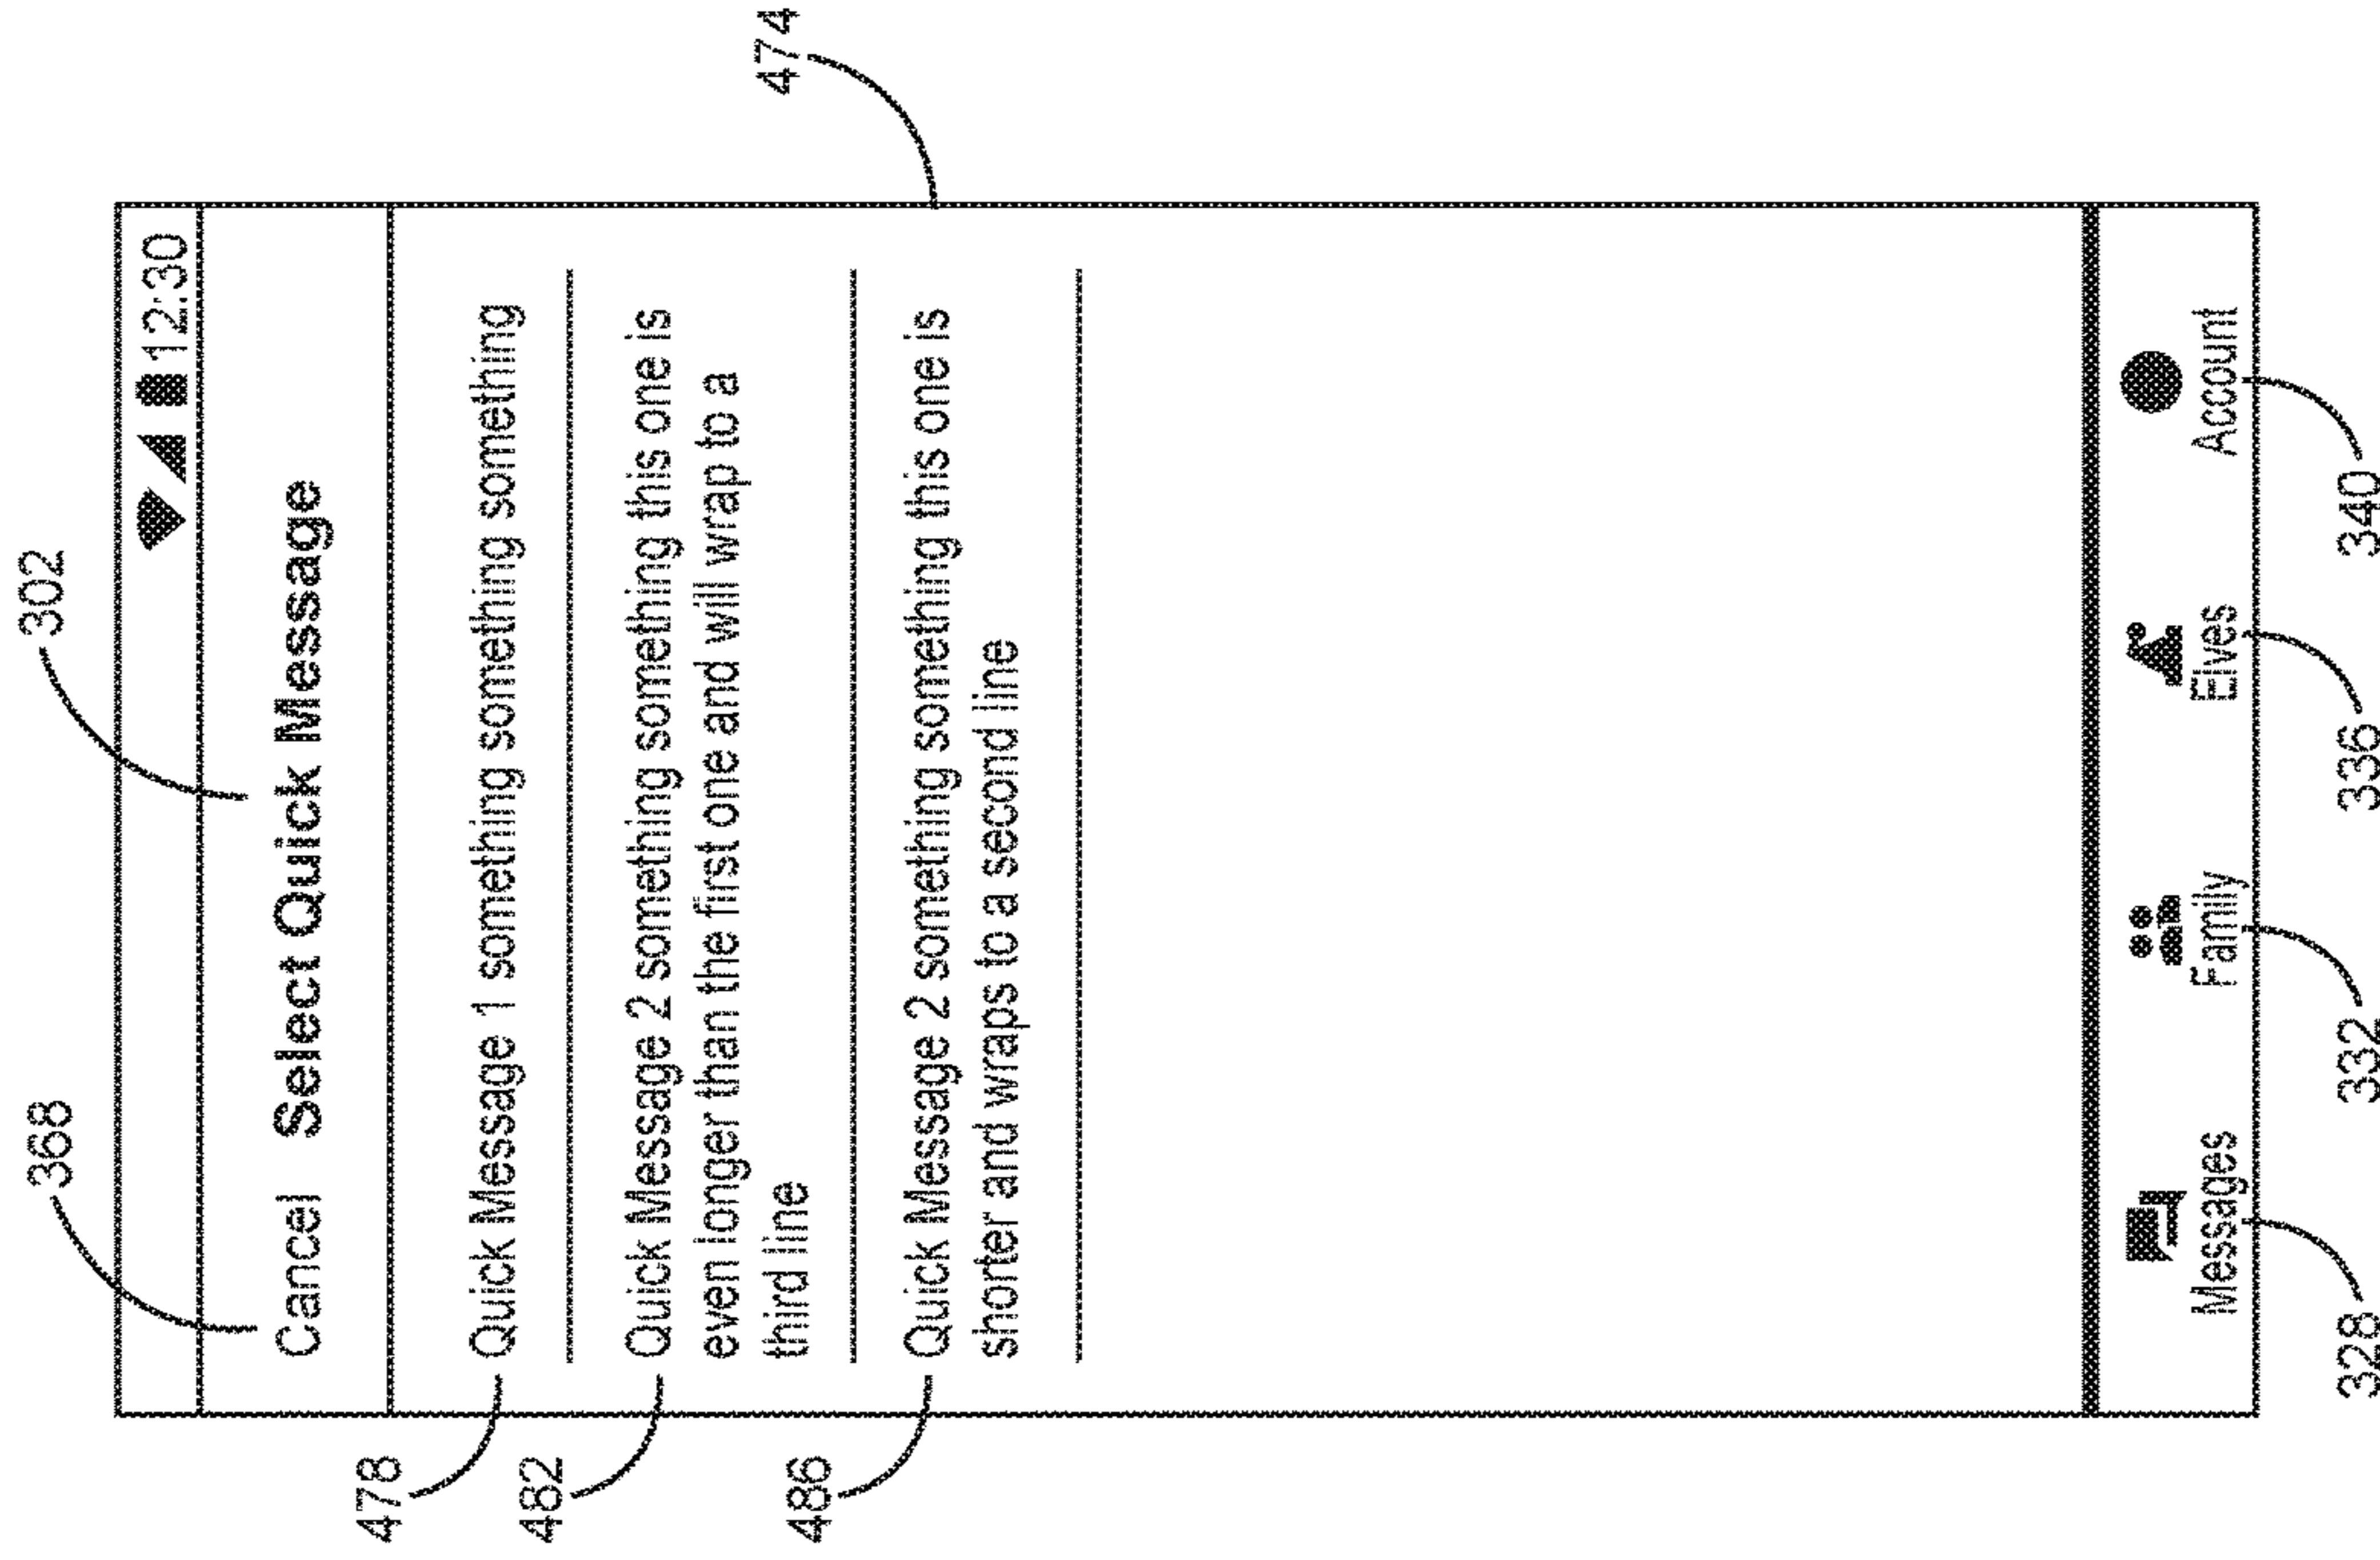 368
302
12:30
Cancel Select Quick Message
478
Quick Message 1 something something something
482
Quick Message 2 something something this one is
even longer than the first one and will wrap to a
third line
474
486
Quick Message 2 something something this one is
shorter and wraps to a second line
Messages Family Elves Account
328 332 336 340